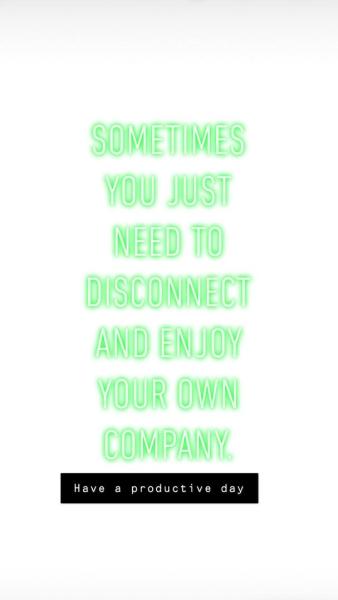 SOMETIMES
YOU JUST
NEED TO
DISCONNECT
AND ENJOY
YOUR OWN
COMPANY.
Have a productive day